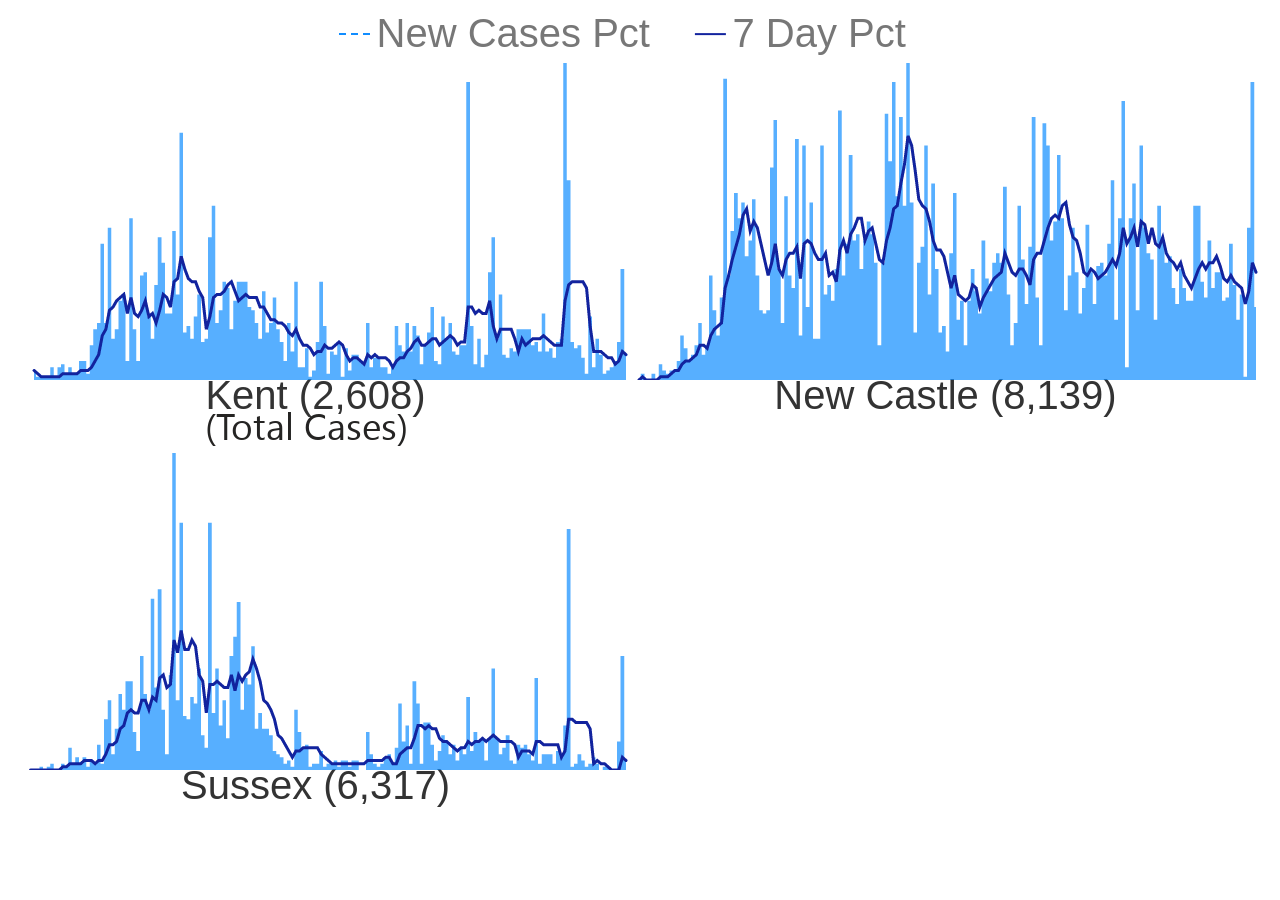 New Cases Pct 7 Day Pct
Kent (2,608)
(Total Cases)
New Castle (8,139)
Sussex (6,317)